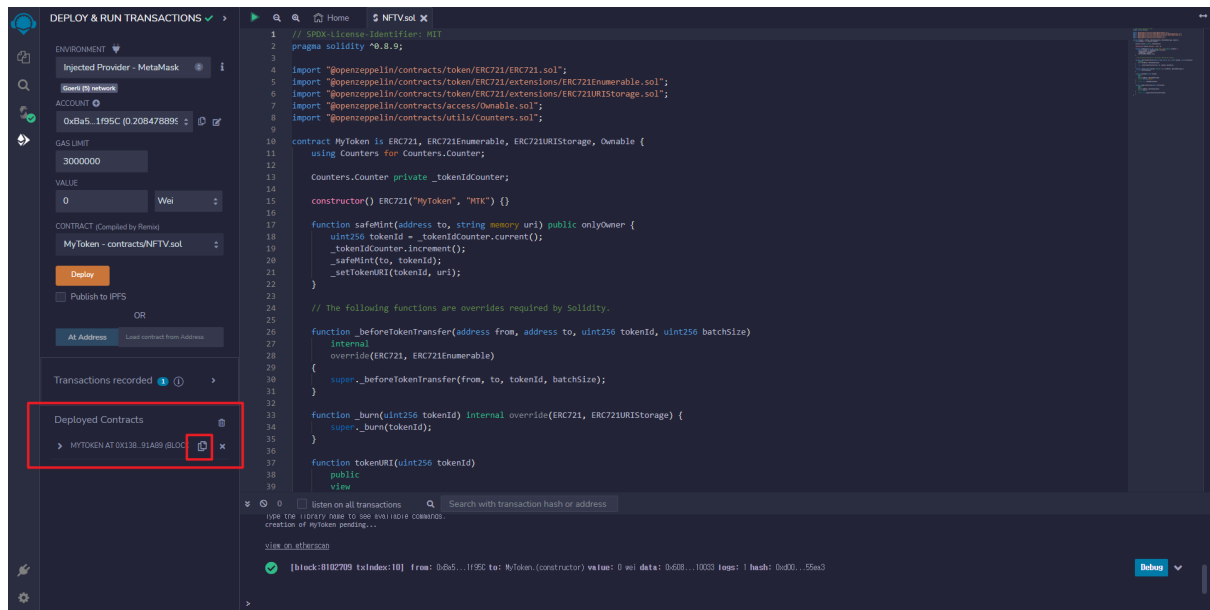 DEPLOY & RUN TRANSACTIONS
ENVIRONMENT
Injected Provider - MetaMask
Goerli (5) network
ACCOUNT
0xBa5...1f95C (0.20847889
GAS LIMIT
3000000
VALUE
0 Wei
CONTRACT (Compiled by Remix)
MyToken - contracts/NFTV.sol
Deploy
Publish to IPFS
OR
At Address Load contract from Address
Transactions recorded 1
Deployed Contracts
MYTOKEN AT 0X138...91A89 (BLOC
Home NFTV.sol
1 // SPDX-License-Identifier: MIT
2 pragma solidity ^0.8.9;
3
4 import "@openzeppelin/contracts/token/ERC721/ERC721.sol";
5 import "@openzeppelin/contracts/token/ERC721/extensions/ERC721Enumerable.sol";
6 import "@openzeppelin/contracts/token/ERC721/extensions/ERC721URIStorage.sol";
7 import "@openzeppelin/contracts/access/Ownable.sol";
8 import "@openzeppelin/contracts/utils/Counters.sol";
9
10 contract MyToken is ERC721, ERC721Enumerable, ERC721URIStorage, Ownable {
11 using Counters for Counters.Counter;
12
13 Counters.Counter private _tokenIdCounter;
14
15 constructor() ERC721("MyToken", "MTK") {}
16
17 function safeMint(address to, string memory uri) public onlyOwner {
18 uint256 tokenId = _tokenIdCounter.current();
19 _tokenIdCounter.increment();
20 _safeMint(to, tokenId);
21 _setTokenURI(tokenId, uri);
22 }
23
24 // The following functions are overrides required by Solidity.
25
26 function _beforeTokenTransfer(address from, address to, uint256 tokenId, uint256 batchSize)
27 internal
28 override(ERC721, ERC721Enumerable)
29 {
30 super._beforeTokenTransfer(from, to, tokenId, batchSize);
31 }
32
33 function _burn(uint256 tokenId) internal override(ERC721, ERC721URIStorage) {
34 super._burn(tokenId);
35 }
36
37 function tokenURI(uint256 tokenId)
38 public
39 view
0 listen on all transactions Search with transaction hash or address
Type the library name to see available commands.
creation of MyToken pending...
view on etherscan
[block:8102709 txIndex:10] from: 0xBa5...1f95C to: MyToken.(constructor) value: 0 wei data: 0x608...10033 logs: 1 hash: 0xd00...55ea3
Debug
>